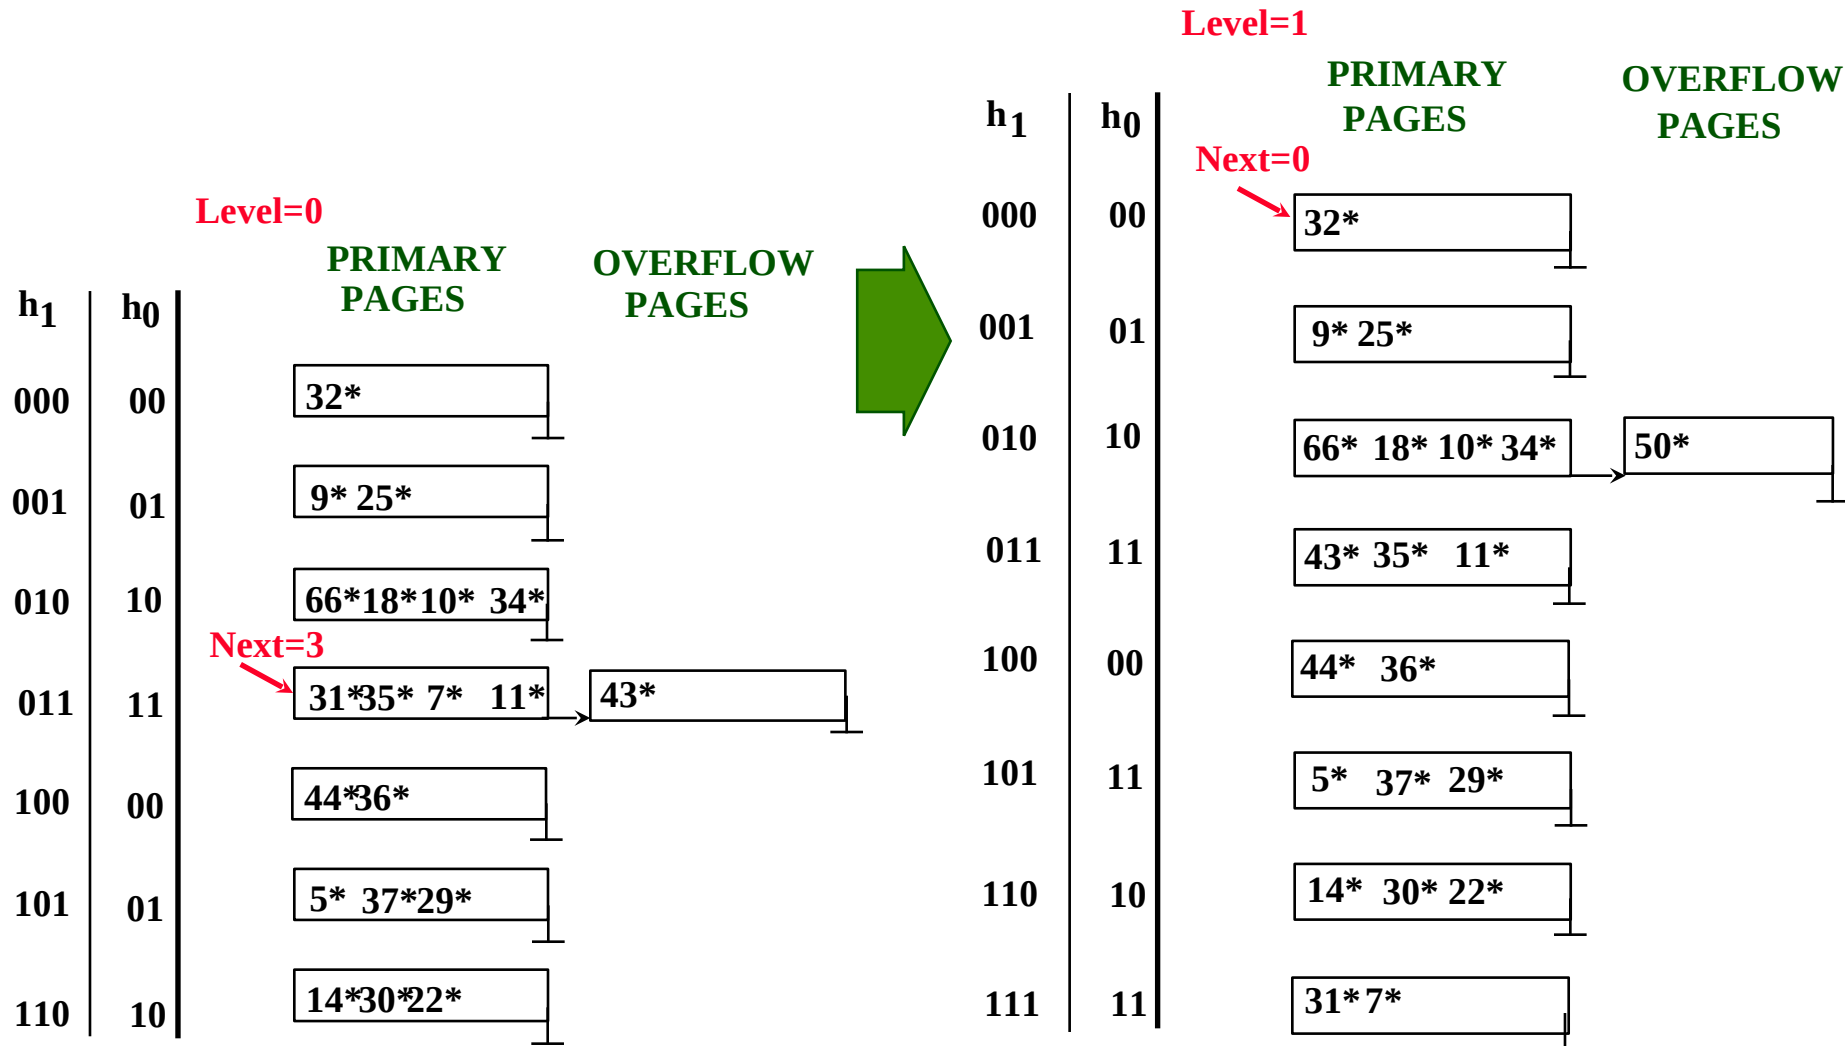 Level=0
PRIMARY PAGES
OVERFLOW PAGES
h1 h0
000 00 32*
001 01 9* 25*
010 10 66* 18* 10* 34*
Next=3
011 11 31* 35* 7* 11* 43*
100 00 44* 36*
101 01 5* 37* 29*
110 10 14* 30* 22*
Level=1
PRIMARY PAGES
OVERFLOW PAGES
h1 h0
Next=0
000 00 32*
001 01 9* 25*
010 10 66* 18* 10* 34* 50*
011 11 43* 35* 11*
100 00 44* 36*
101 11 5* 37* 29*
110 10 14* 30* 22*
111 11 31* 7*